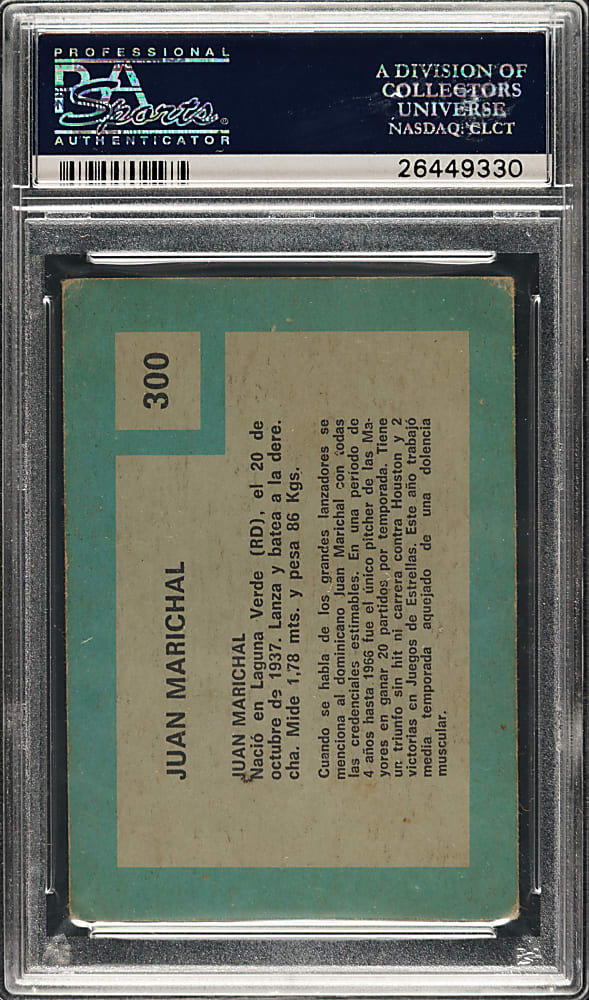 PROFESSIONAL
PSA
Sports®
AUTHENTICATOR
A DIVISION OF
COLLECTORS
UNIVERSE
NASDAQ: CLCT
26449330
300
JUAN MARICHAL
JUAN MARICHAL
Nació en Laguna Verde (RD), el 20 de
octubre de 1937. Lanza y batea a la dere.
cha. Mide 1,78 mts. y pesa 86 Kgs.
Cuando se habla de los grandes lanzadores se
menciona al dominicano Juan Marichal con todas
las credenciales estimables. En una período de
4 años hasta 1966 fue el único pitcher de las Ma-
yores en ganar 20 partidos por temporada. Tiene
un triunfo sin hit ni carrera contra Houston y 2
victorias en Juegos de Estrellas. Este año trabajó
media temporada aquejado de una dolencia
muscular.